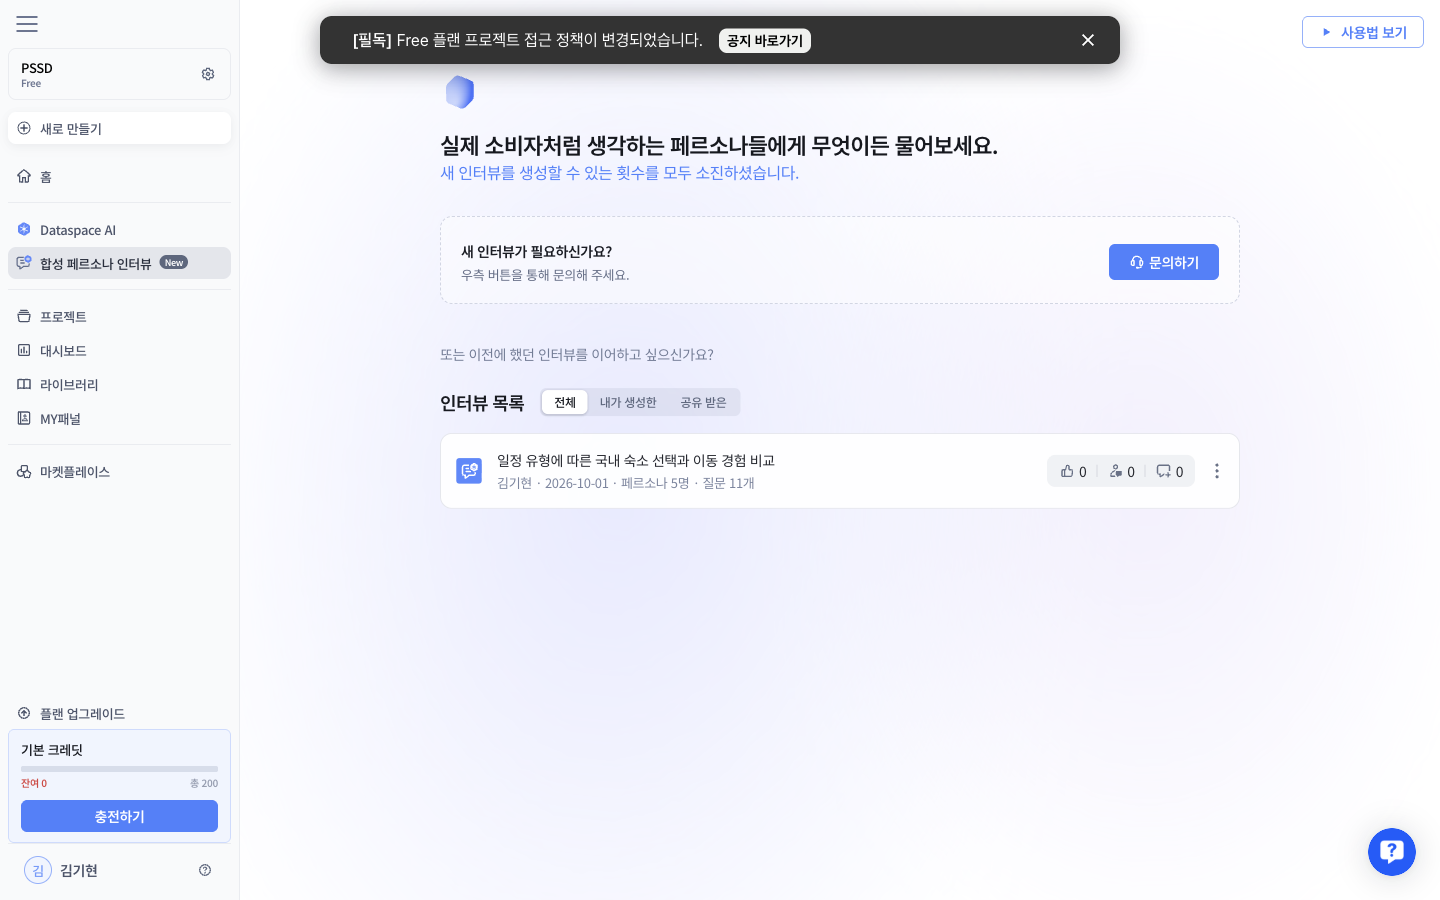 [필독] Free 플랜 프로젝트 접근 정책이 변경되었습니다.
공지 바로가기
사용법 보기
PSSD
Free
새로 만들기
홈
Dataspace AI
합성 페르소나 인터뷰 New
프로젝트
대시보드
라이브러리
MY패널
마켓플레이스
플랜 업그레이드
기본 크레딧
잔여 0
총 200
충전하기
김 김기현
실제 소비자처럼 생각하는 페르소나들에게 무엇이든 물어보세요.
새 인터뷰를 생성할 수 있는 횟수를 모두 소진하셨습니다.
새 인터뷰가 필요하신가요?
우측 버튼을 통해 문의해 주세요.
문의하기
또는 이전에 했던 인터뷰를 이어하고 싶으신가요?
인터뷰 목록
전체 내가 생성한 공유 받은
일정 유형에 따른 국내 숙소 선택과 이동 경험 비교
김기현 · 2026-10-01 · 페르소나 5명 · 질문 11개
0 0 0